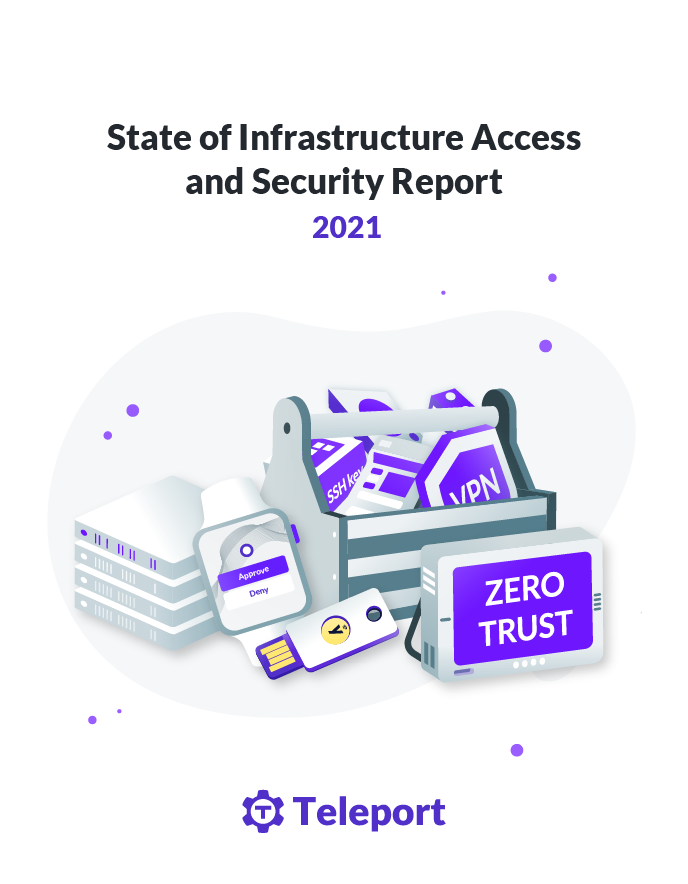 State of Infrastructure Access
and Security Report
2021
SSH key
VPN
Approve
Deny
ZERO
TRUST
Teleport